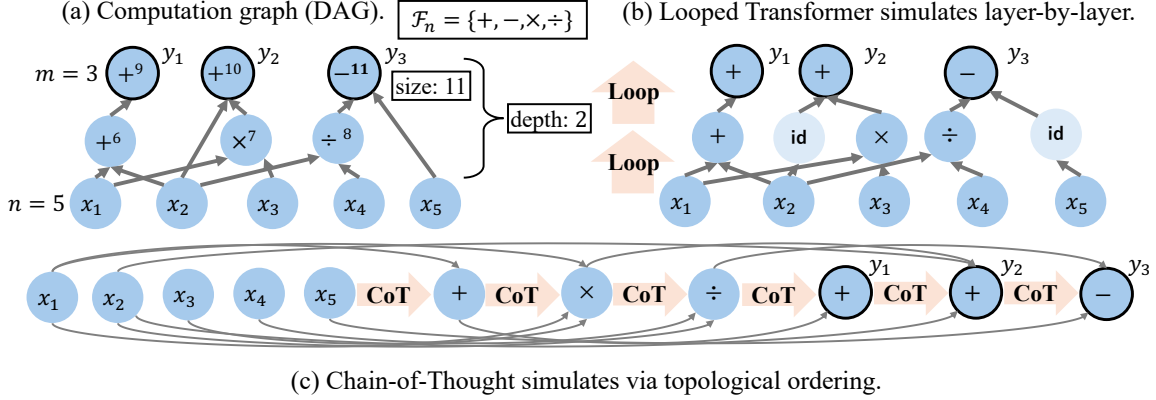 (a) Computation graph (DAG).
𝓕ₙ = {+, −, ×, ÷}
(b) Looped Transformer simulates layer-by-layer.
m = 3
+⁹ y₁ +¹⁰ y₂ −¹¹ y₃
size: 11
depth: 2
+⁶ ×⁷ ÷⁸
n = 5 x₁ x₂ x₃ x₄ x₅
Loop
Loop
+ y₁ + y₂ − y₃
+ id × ÷ id
x₁ x₂ x₃ x₄ x₅
y₁ y₂ y₃
x₁ x₂ x₃ x₄ x₅ CoT + CoT × CoT ÷ CoT + CoT + CoT −
(c) Chain-of-Thought simulates via topological ordering.